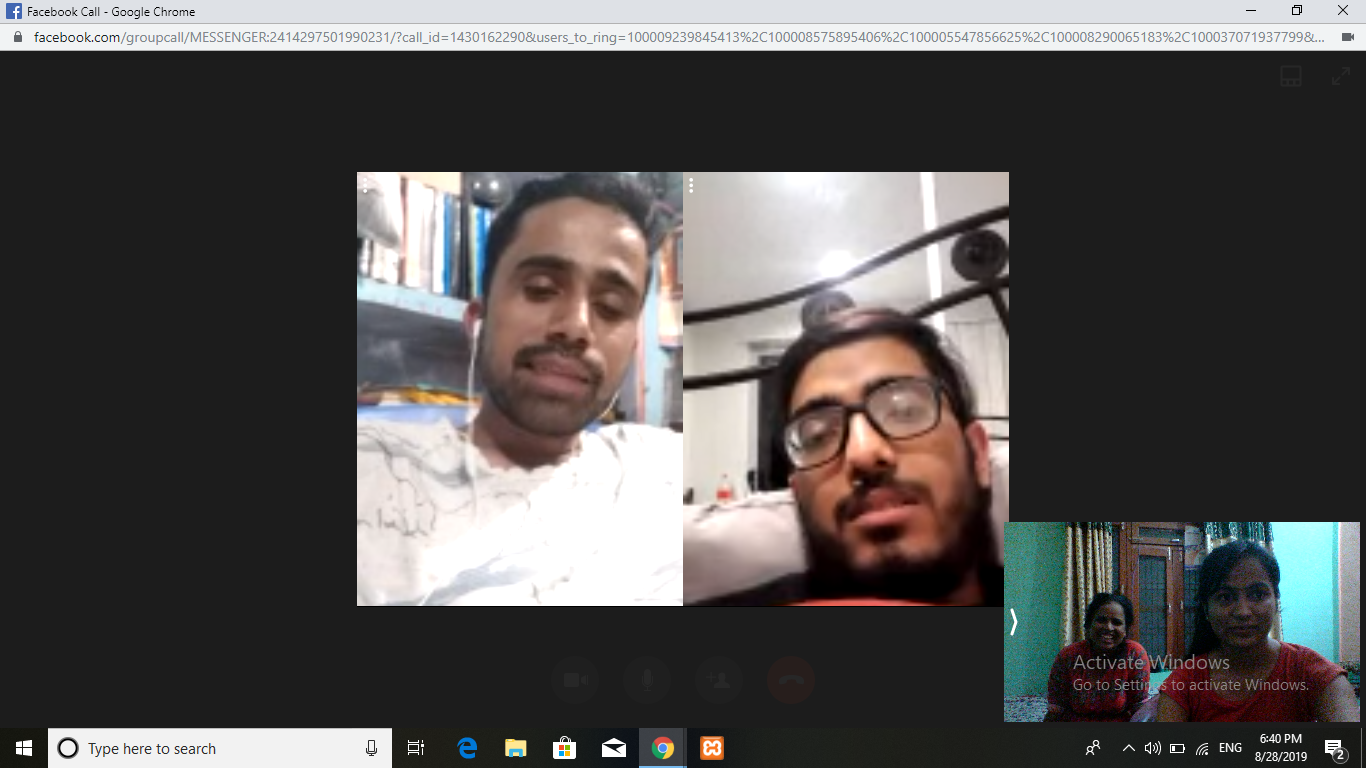 Facebook Call - Google Chrome
facebook.com/groupcall/MESSENGER:2414297501990231/?call_id=1430162290&users_to_ring=100009239845413%2C100008575895406%2C100005547856625%2C100008290065183%2C100037071937799&...
Activate Windows
Go to Settings to activate Windows.
Type here to search
ENG
6:40 PM
8/28/2019
2